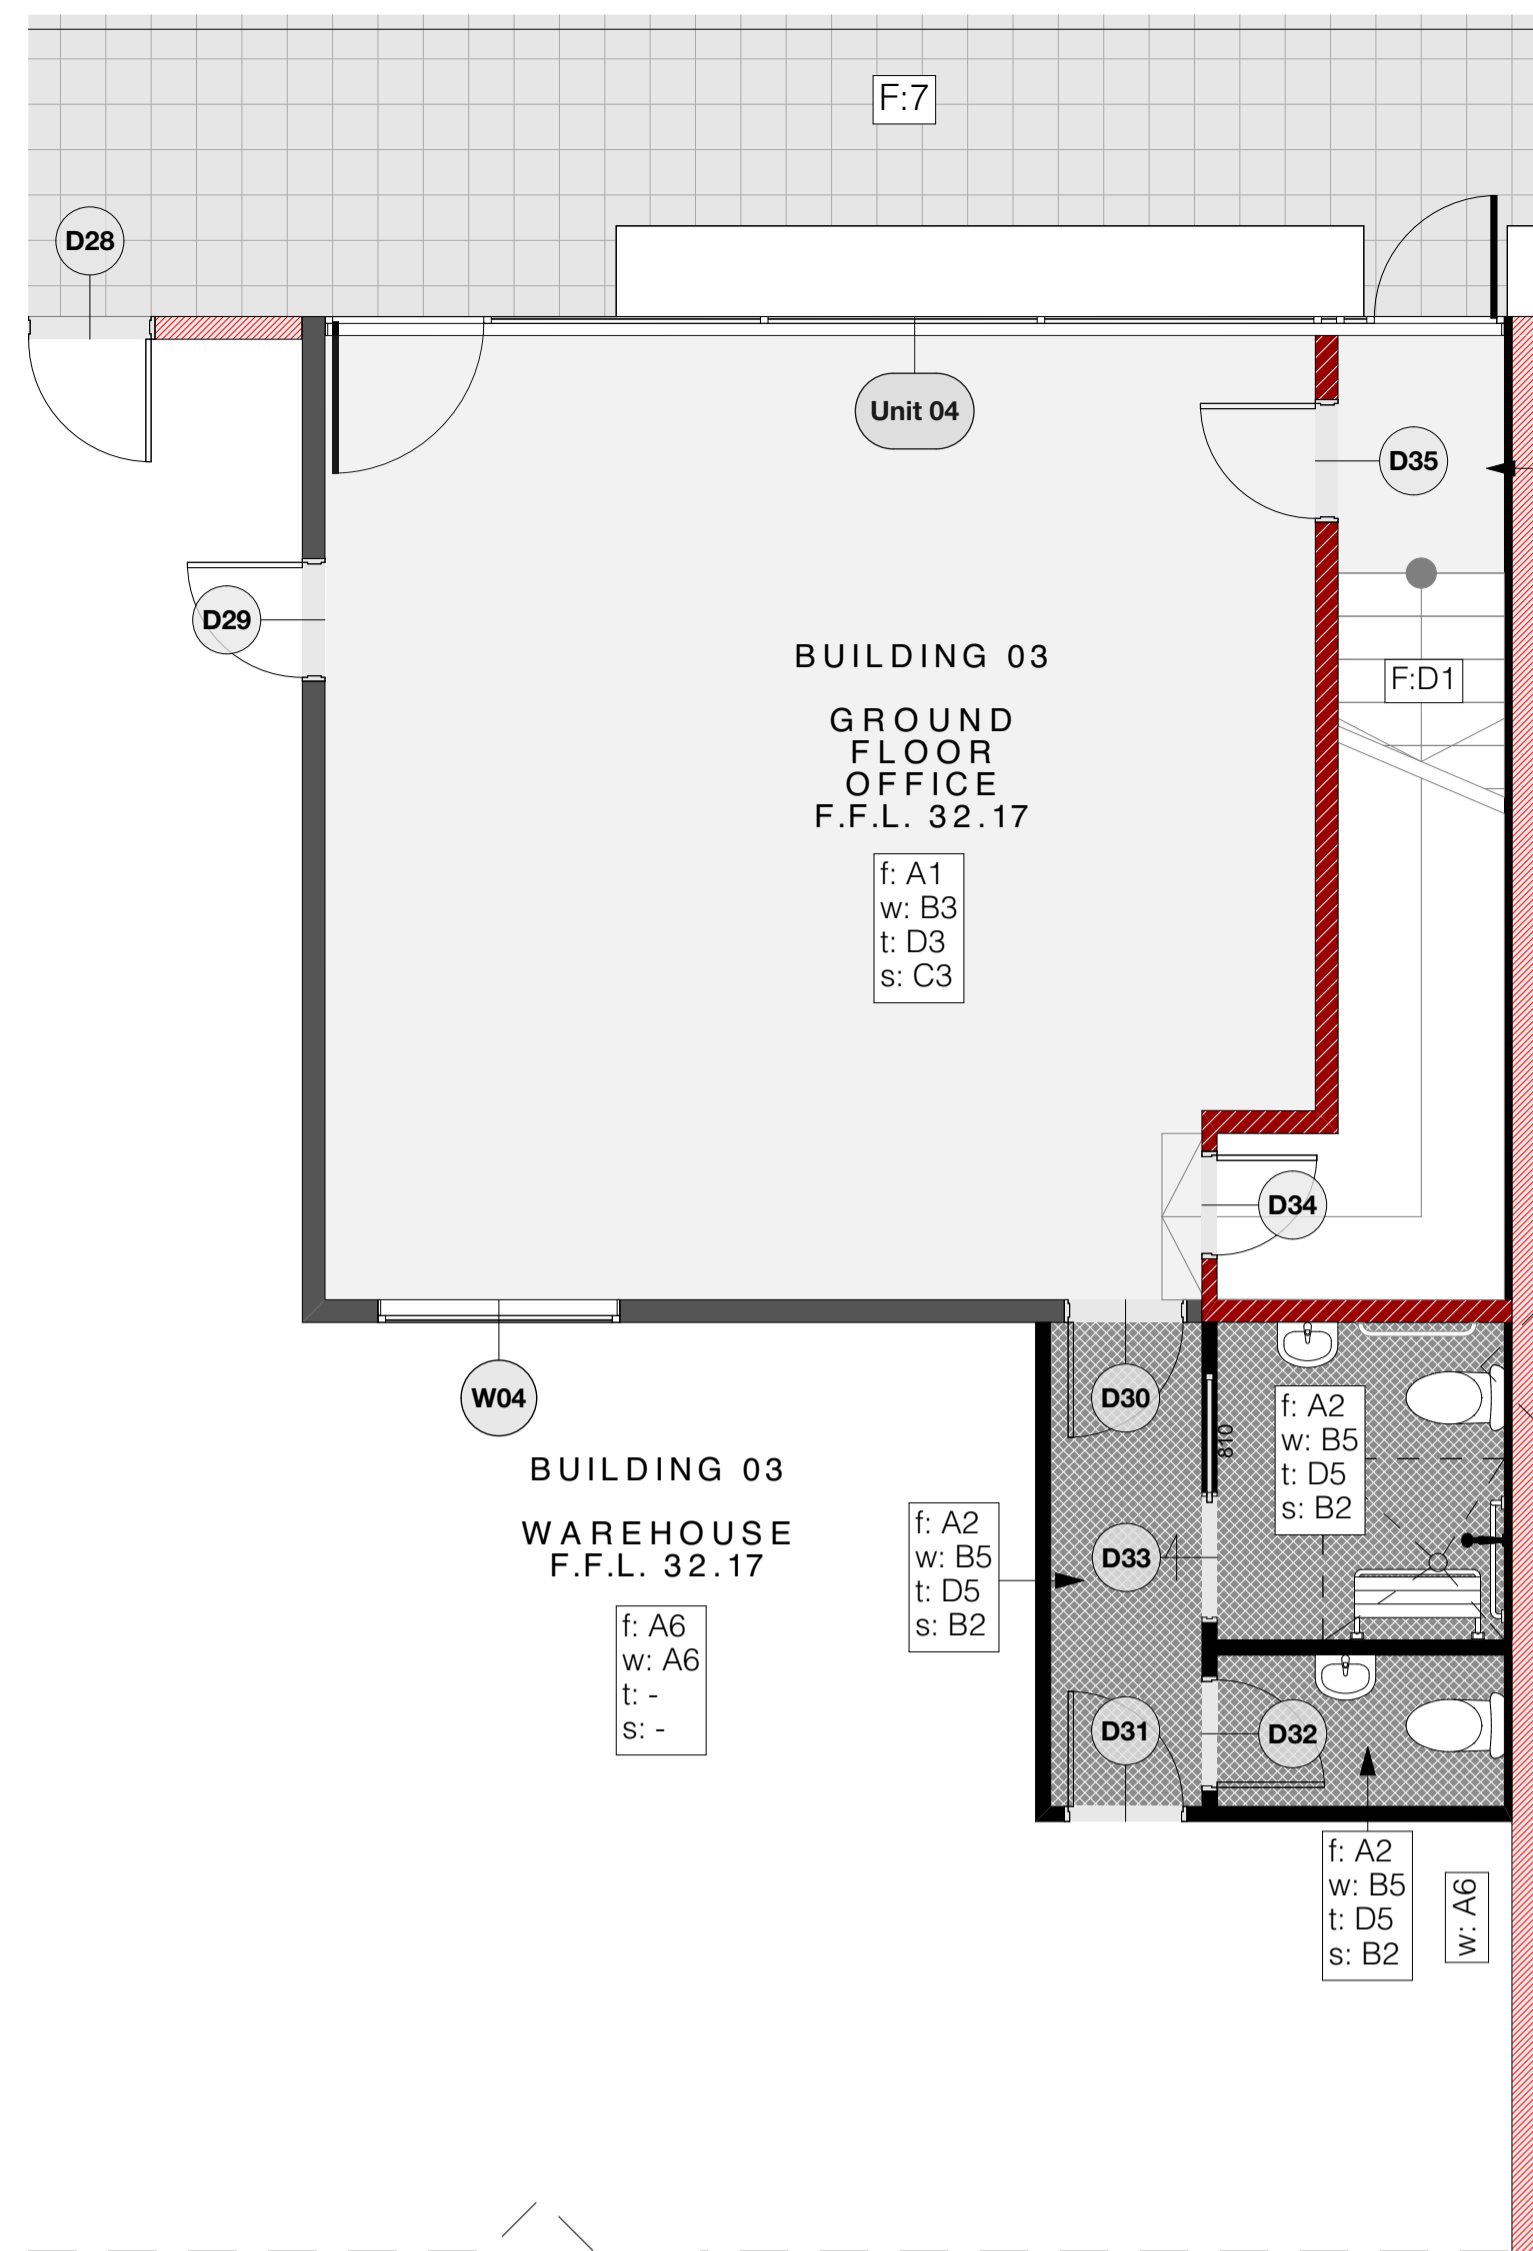 F:7
D28
Unit 04
D35
D29
BUILDING 03
GROUND
FLOOR
OFFICE
F.F.L. 32.17
F:D1
f: A1
w: B3
t: D3
s: C3
D34
W04
D30
810
f: A2
w: B5
t: D5
s: B2
BUILDING 03
WAREHOUSE
F.F.L. 32.17
f: A2
w: B5
t: D5
s: B2
D33
f: A6
w: A6
t: -
s: -
D31
D32
f: A2
w: B5
t: D5
s: B2
w: A6